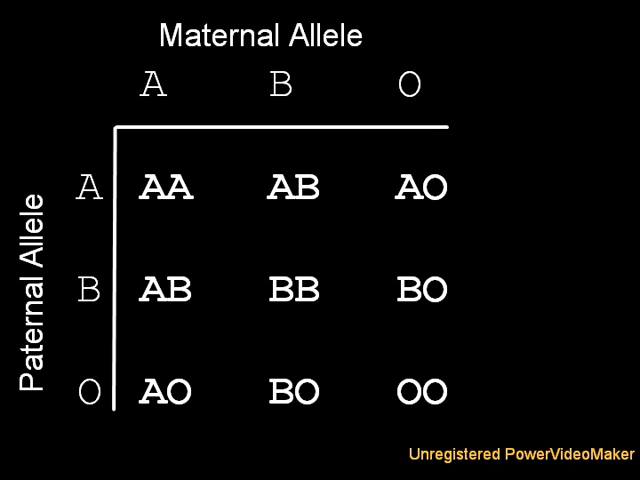 Maternal Allele
A B O
Paternal Allele
A AA AB AO
B AB BB BO
O AO BO OO
Unregistered PowerVideoMaker